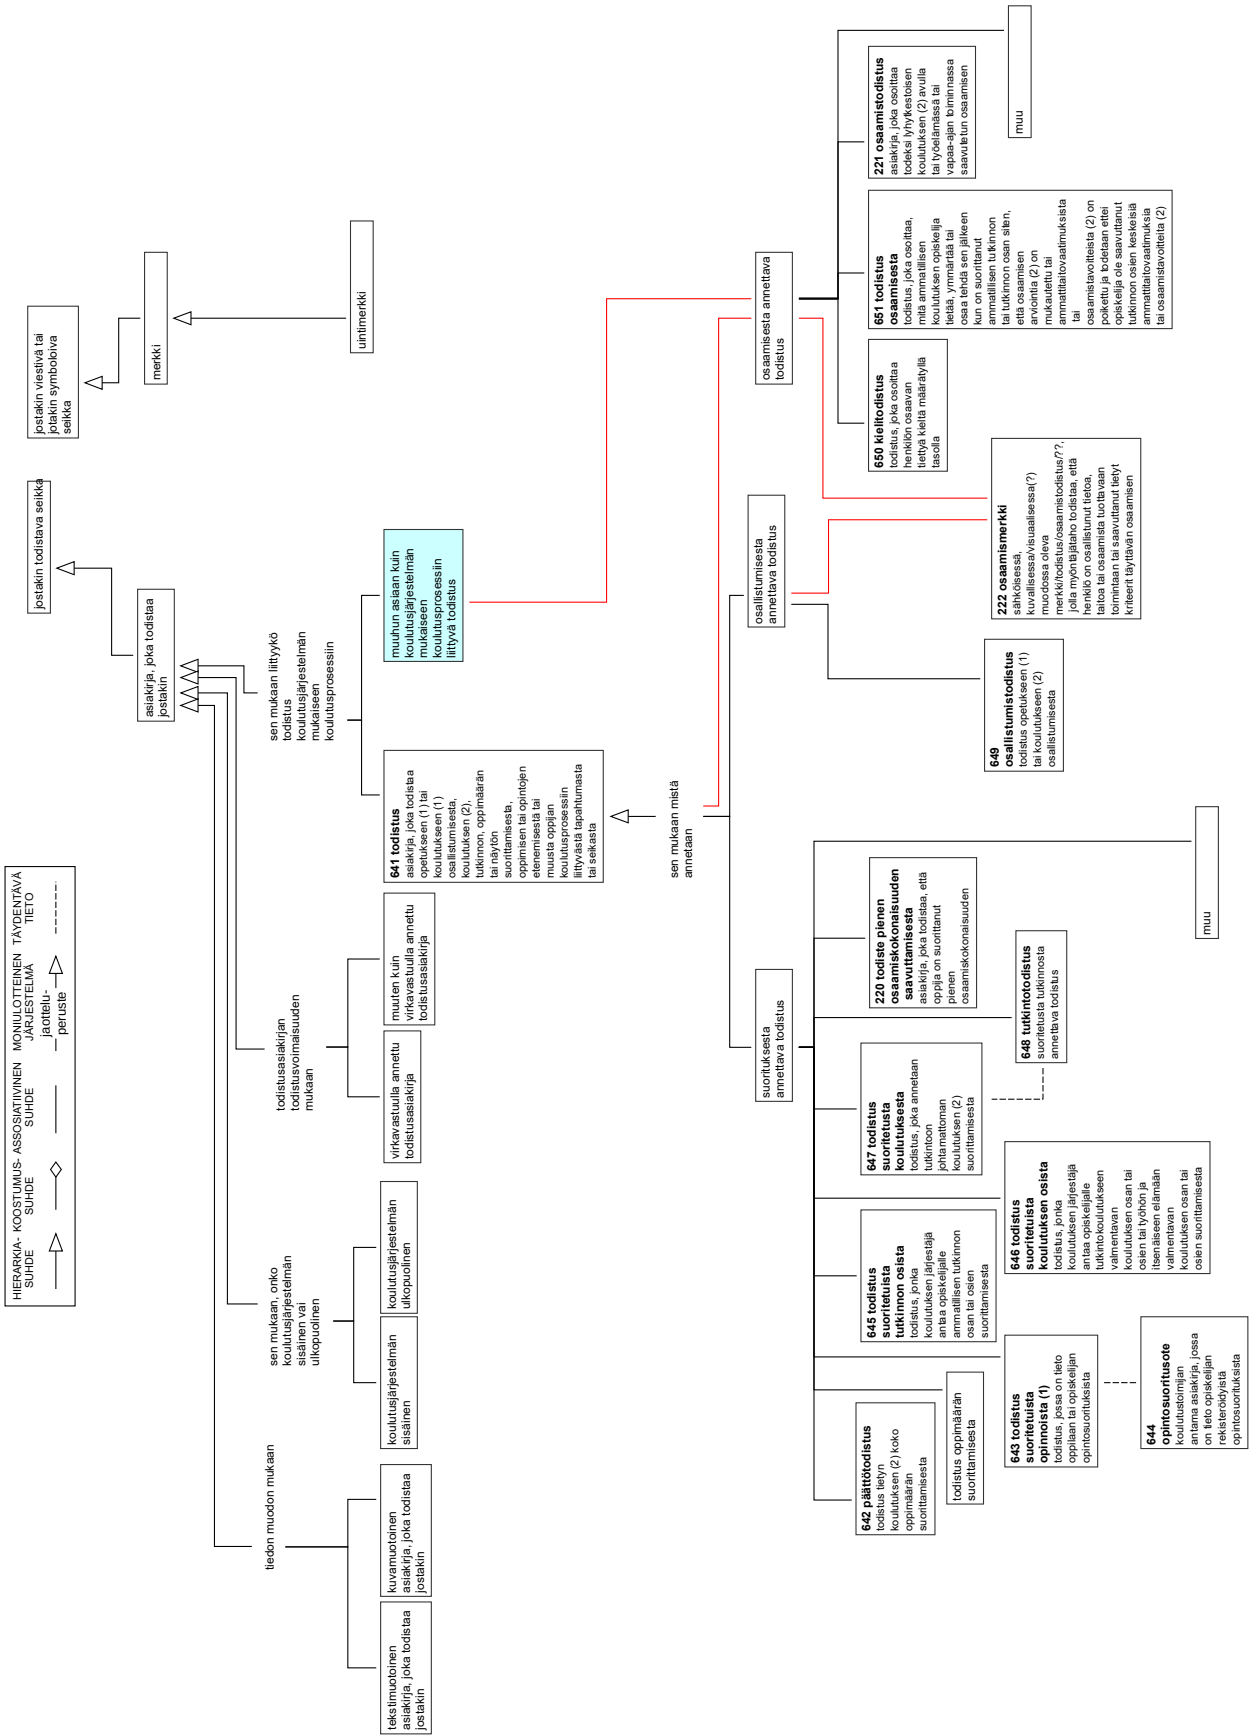 HIERARKIA-
SUHDE
KOOSTUMUS-
SUHDE
ASSOSIATIIVINEN
SUHDE
MONIULOTTEINEN
JÄRJESTELMÄ
jaottelu-
peruste
TÄYDENTÄVÄ
TIETO
jostakin todistava seikka
jostakin viestivä tai
jotakin symboloiva
seikka
asiakirja, joka todistaa
jostakin
merkki
tiedon muodon mukaan
sen mukaan, onko
koulutusjärjestelmän
sisäinen vai
ulkopuolinen
todistusasiakirjan
todistusvoimaisuuden
mukaan
sen mukaan liittyykö
todistus
koulutusjärjestelmän
mukaiseen
koulutusprosessiin
uintimerkki
tekstimuotoinen
asiakirja, joka todistaa
jostakin
kuvamuotoinen
asiakirja, joka todistaa
jostakin
koulutusjärjestelmän
sisäinen
koulutusjärjestelmän
ulkopuolinen
virkavastuulla annettu
todistusasiakirja
muuten kuin
virkavastuulla annettu
todistusasiakirja
641 todistus
asiakirja, joka todistaa
opetukseen (1) tai
koulutukseen (1)
osallistumisesta,
koulutuksen (2),
tutkinnon, oppimäärän
tai näytön
suorittamisesta,
oppimisen tai opintojen
etenemisestä tai
muusta oppijan
koulutusprosessiin
liittyvästä tapahtumasta
tai seikasta
muuhun asiaan kuin
koulutusjärjestelmän
mukaiseen
koulutusprosessiin
liittyvä todistus
sen mukaan mistä
annetaan
suorituksesta
annettava todistus
osallistumisesta
annettava todistus
osaamisesta annettava
todistus
642 päättötodistus
todistus tietyn
koulutuksen (2) koko
oppimäärän
suorittamisesta
todistus oppimäärän
suorittamisesta
643 todistus
suoritetuista
opinnoista (1)
todistus, jossa on tieto
oppilaan tai opiskelijan
opintosuorituksista
644
opintosuoritusote
koulutustoimijan
antama asiakirja, jossa
on tieto opiskelijan
rekisteröidyistä
opintosuorituksista
645 todistus
suoritetuista
tutkinnon osista
todistus, jonka
koulutuksen järjestäjä
antaa opiskelijalle
ammatillisen tutkinnon
osan tai osien
suorittamisesta
646 todistus
suoritetuista
koulutuksen osista
todistus, jonka
koulutuksen järjestäjä
antaa opiskelijalle
tutkintokoulutukseen
valmentavan
koulutuksen osan tai
osien tai työhön ja
itsenäiseen elämään
valmentavan
koulutuksen osan tai
osien suorittamisesta
647 todistus
suoritetusta
koulutuksesta
todistus, joka annetaan
tutkintoon
johtamattoman
koulutuksen (2)
suorittamisesta
648 tutkintotodistus
suoritetusta tutkinnosta
annettava todistus
220 todiste pienen
osaamiskokonaisuuden
saavuttamisesta
asiakirja, joka todistaa, että
oppija on suorittanut
pienen
osaamiskokonaisuuden
muu
649
osallistumistodistus
todistus opetukseen (1)
tai koulutukseen (2)
osallistumisesta
222 osaamismerkki
sähköisessä,
kuvallisessa/visuaalisessa(?)
muodossa oleva
merkki/todistus/osaamistodistus/??,
jolla myöntäjätaho todistaa, että
henkilö on osallistunut tietoa,
taitoa tai osaamista tuottavaan
toimintaan tai saavuttanut tietyt
kriteerit täyttävän osaamisen
650 kielitodistus
todistus, joka osoittaa
henkilön osaavan
tiettyä kieltä määrätyllä
tasolla
651 todistus
osaamisesta
todistus, joka osoittaa,
mitä ammatillisen
koulutuksen opiskelija
tietää, ymmärtää tai
osaa tehdä sen jälkeen
kun on suorittanut
ammatillisen tutkinnon
tai tutkinnon osan siten,
että osaamisen
arviointia (2) on
mukautettu tai
ammattitaitovaatimuksista
tai
osaamistavoitteista (2) on
poikettu ja todetaan ettei
opiskelija ole saavuttanut
tutkinnon osien keskeisiä
ammattitaitovaatimuksia
tai osaamistavoitteita (2)
221 osaamistodistus
asiakirja, joka osoittaa
todeksi lyhytkestoisen
koulutuksen (2) avulla
tai työelämässä tai
vapaa-ajan toiminnassa
saavutetun osaamisen
muu